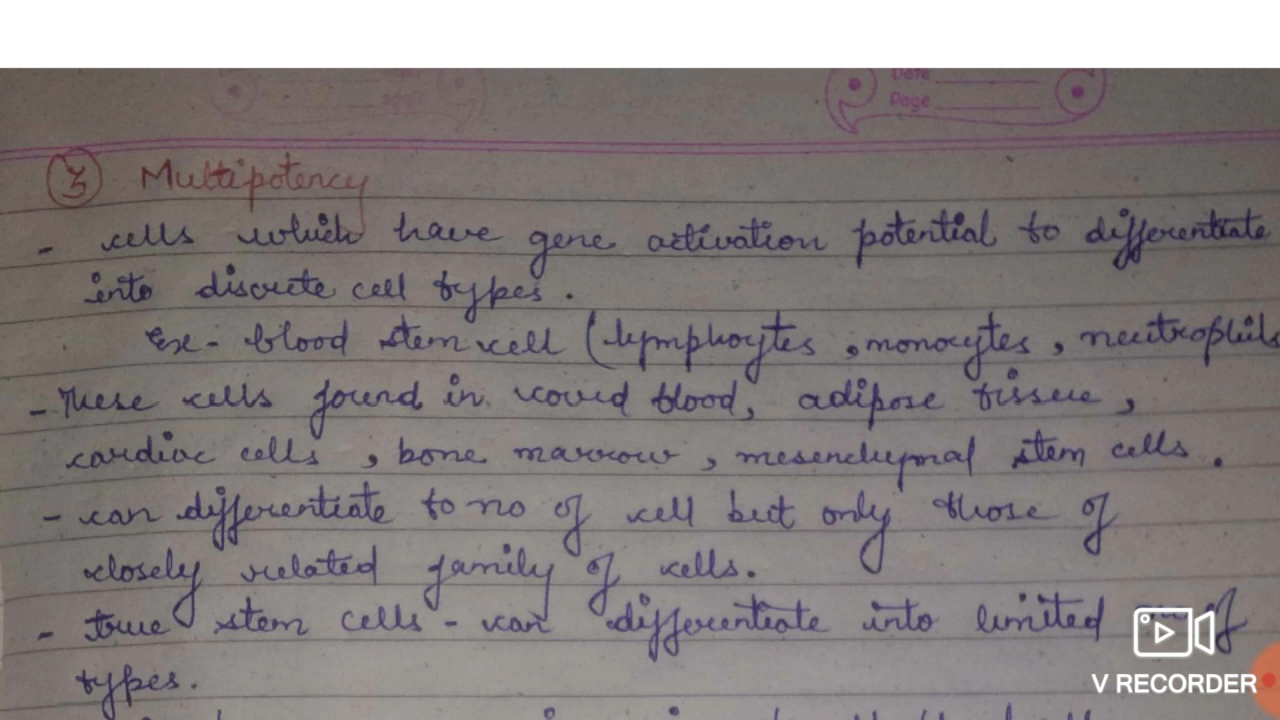 Date
Page
③ Multipotency
- cells which have gene activation potential to differentiate
into discrete cell types.
Ex- blood stem cell (lymphocytes, monocytes, neutrophils
- These cells found in coved blood, adipose tissue,
cardiac cells, bone marrow, mesenchymal stem cells.
- can differentiate to no of cell but only those of
closely related family of cells.
- true stem cells - can differentiate into limited of
types.
V RECORDER